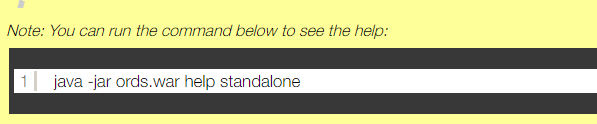 Note: You can run the command below to see the help:
1 java -jar ords.war help standalone